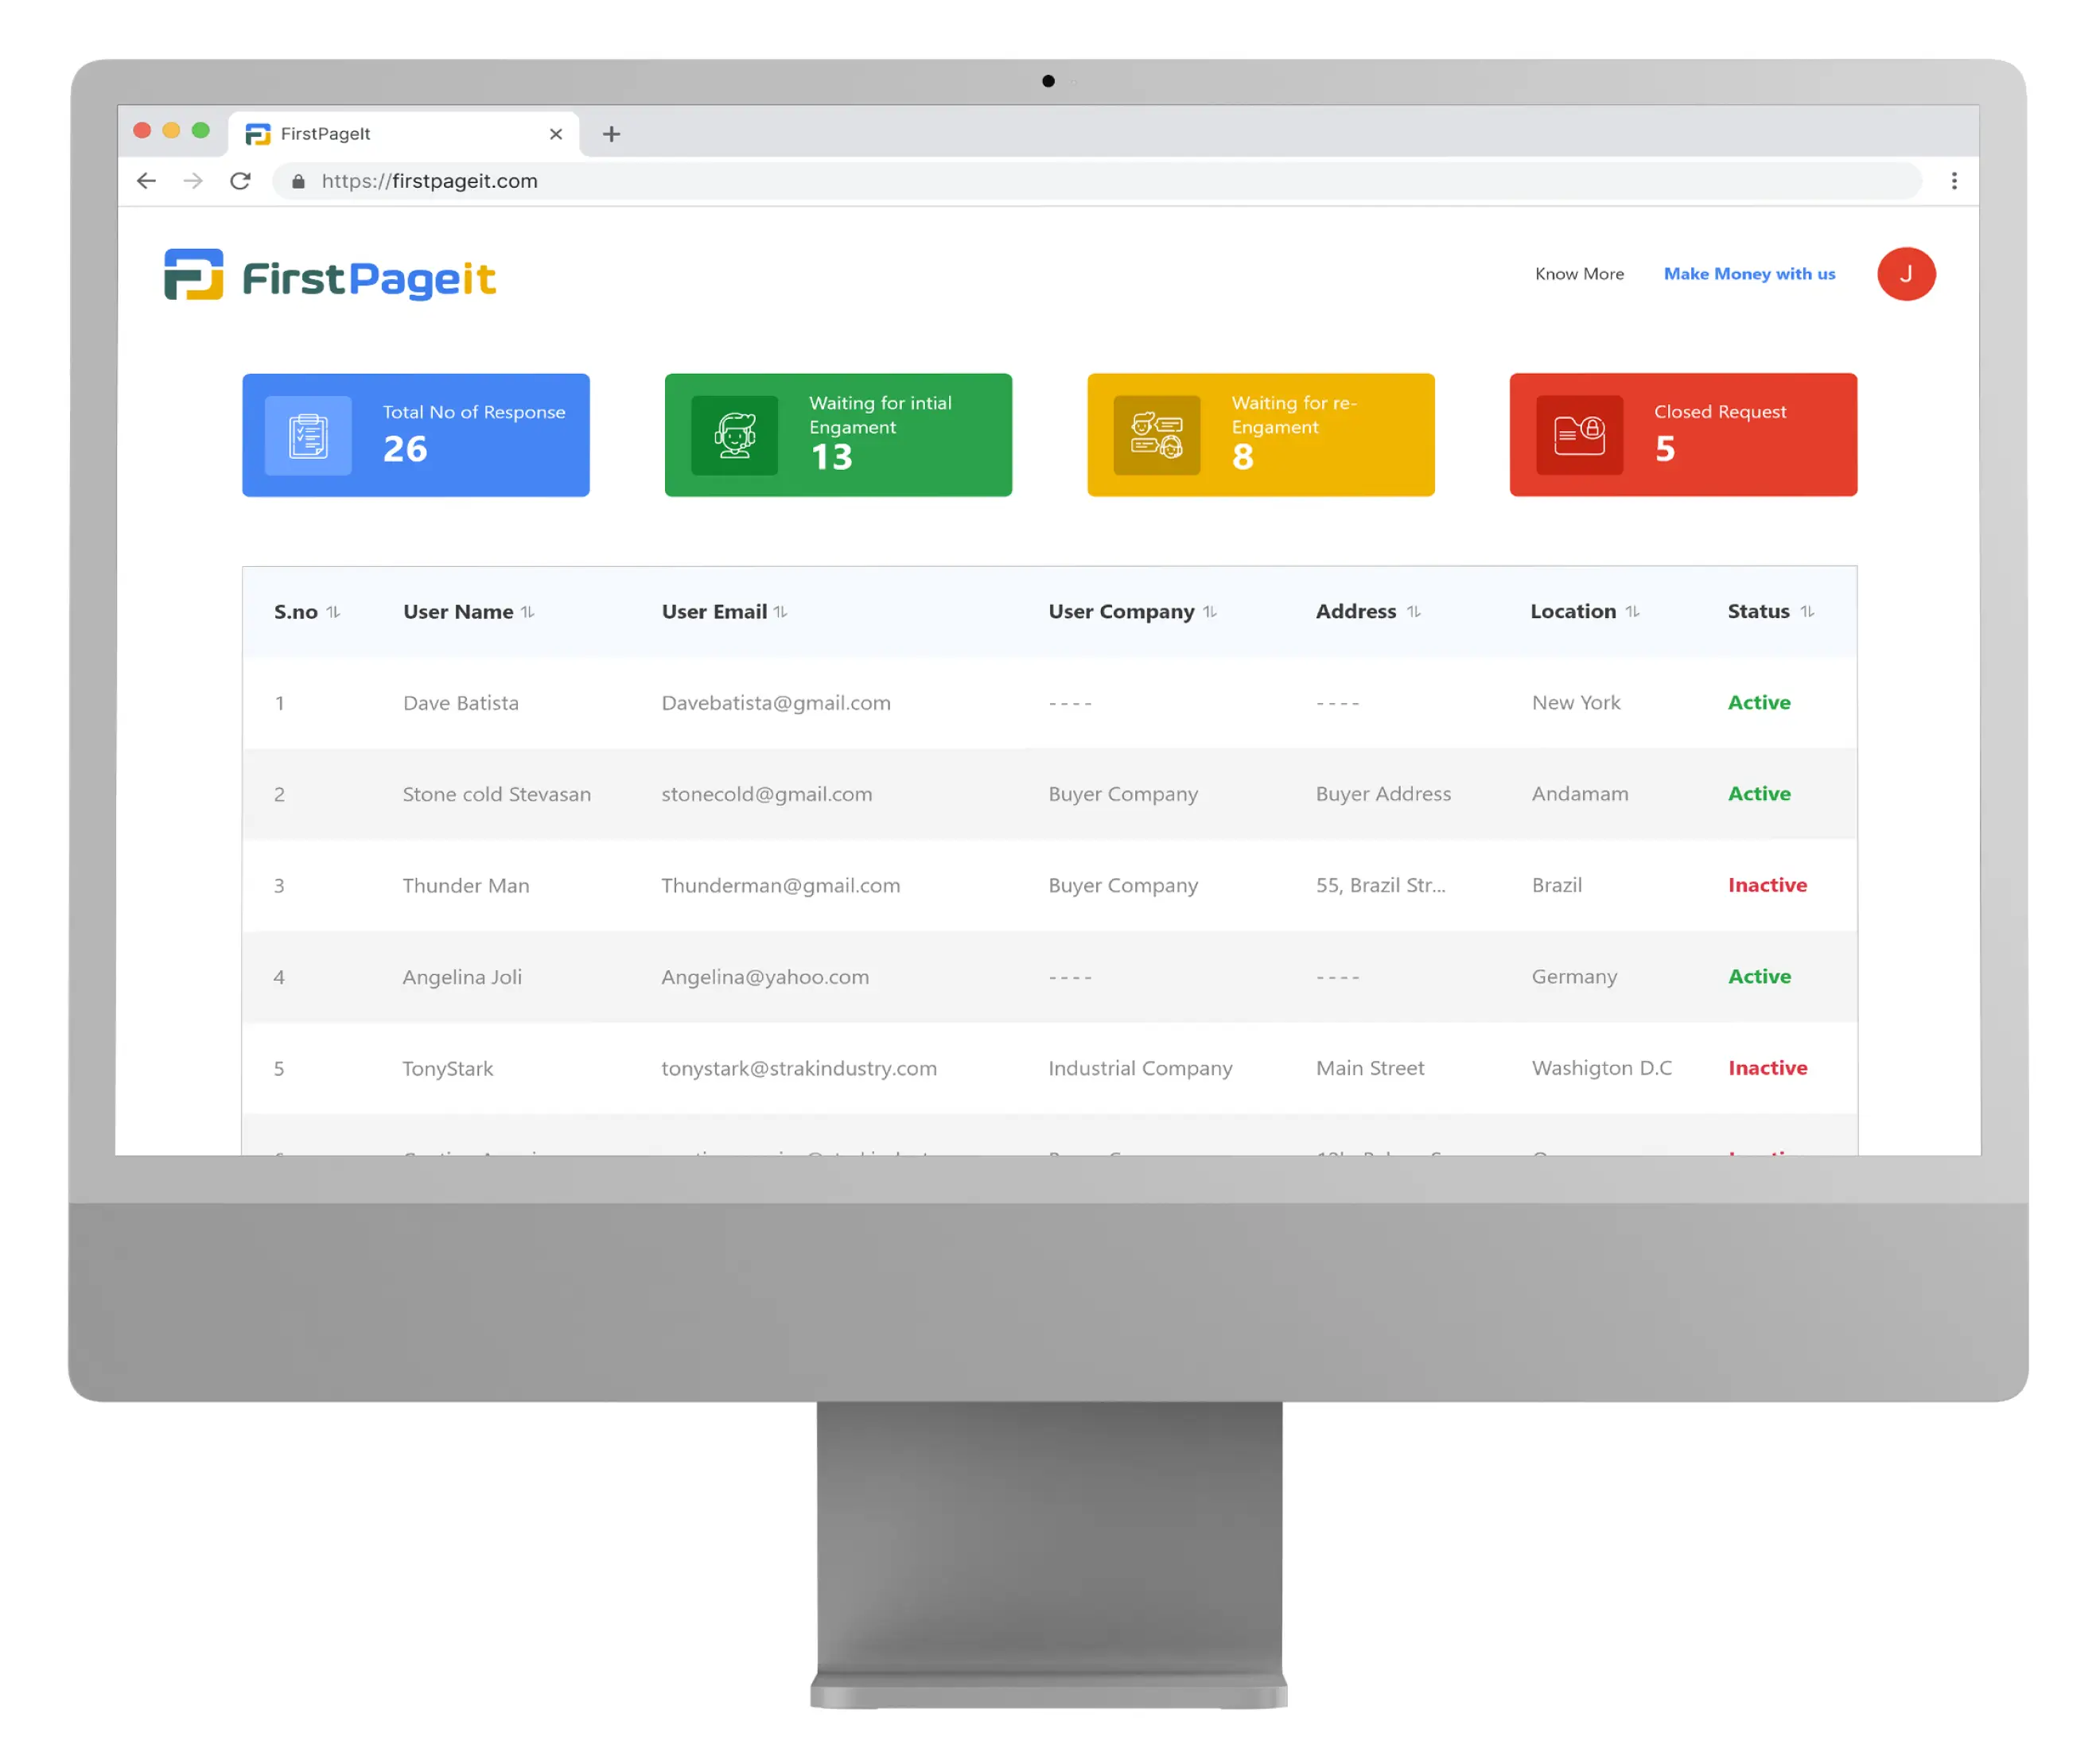 FirstPageIt
https://firstpageit.com
FirstPageit
Know More
Make Money with us
J
Total No of Response
26
Waiting for intial
Engament
13
Waiting for re-
Engament
8
Closed Request
5
S.no User Name User Email User Company Address Location Status
1 Dave Batista Davebatista@gmail.com ---- ---- New York Active
2 Stone cold Stevasan stonecold@gmail.com Buyer Company Buyer Address Andamam Active
3 Thunder Man Thunderman@gmail.com Buyer Company 55, Brazil Str... Brazil Inactive
4 Angelina Joli Angelina@yahoo.com ---- ---- Germany Active
5 TonyStark tonystark@strakindustry.com Industrial Company Main Street Washigton D.C Inactive